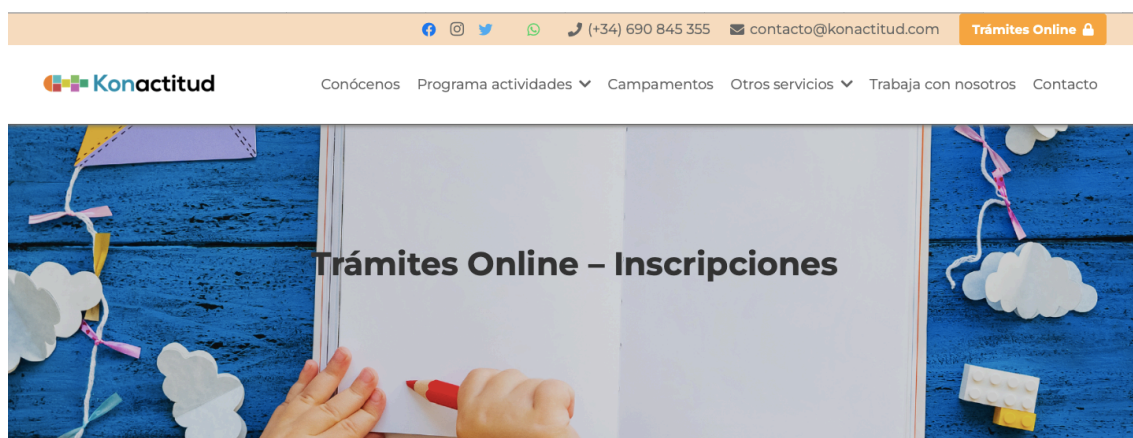 (+34) 690 845 355 contacto@konactitud.com Trámites Online
Konactitud Conócenos Programa actividades Campamentos Otros servicios Trabaja con nosotros Contacto
Trámites Online – Inscripciones